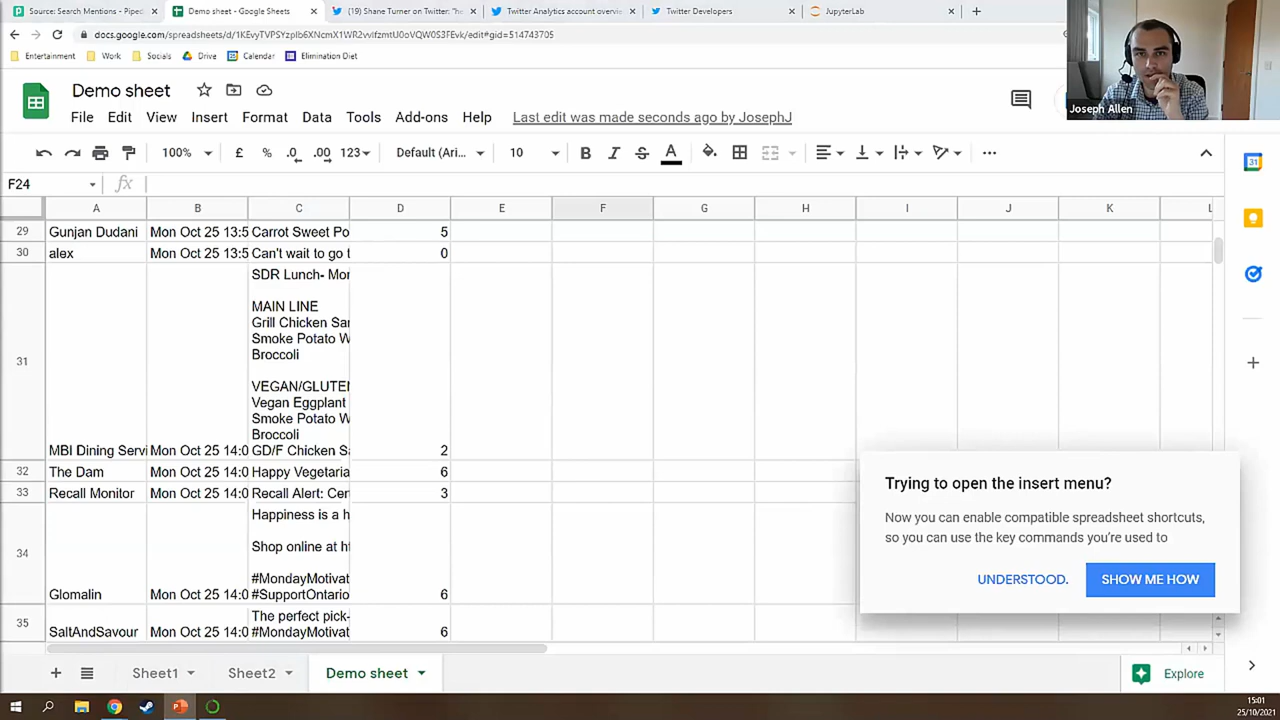 Source: Search Mentions - Piped
Demo sheet - Google Sheets
(19) Shane Turner on Twitter: "he
Twitter Analytics account overvie
Twitter Developers
JupyterLab
docs.google.com/spreadsheets/d/1KEvyTVPSYzpIb6XNcmX1WR2vvIfzmtU0oVQW0S3FEvk/edit#gid=514743705
Entertainment
Work
Socials
Drive
Calendar
Elimination Diet
Joseph Allen
Demo sheet
File Edit View Insert Format Data Tools Add-ons Help Last edit was made seconds ago by JosephJ
100% £ % .0 .00 123 Default (Ari... 10 B I S A
F24 fx
A B C D E F G H I J K L
29 Gunjan Dudani Mon Oct 25 13:5 Carrot Sweet Po 5
30 alex Mon Oct 25 13:5 Can't wait to go t 0
SDR Lunch- Mon
MAIN LINE
Grill Chicken San
Smoke Potato W
Broccoli
31
VEGAN/GLUTEN
Vegan Eggplant
Smoke Potato W
Broccoli
MBI Dining Servi Mon Oct 25 14:0 GD/F Chicken Sa 2
32 The Dam Mon Oct 25 14:0 Happy Vegetaria 6
33 Recall Monitor Mon Oct 25 14:0 Recall Alert: Cer 3
Happiness is a h
Shop online at ht
34
#MondayMotivat
Glomalin Mon Oct 25 14:0 #SupportOntario 6
35 The perfect pick-
SaltAndSavour Mon Oct 25 14:0 #MondayMotivat 6
Trying to open the insert menu?
Now you can enable compatible spreadsheet shortcuts,
so you can use the key commands you're used to
UNDERSTOOD. SHOW ME HOW
Sheet1 Sheet2 Demo sheet Explore
15:01
25/10/2021